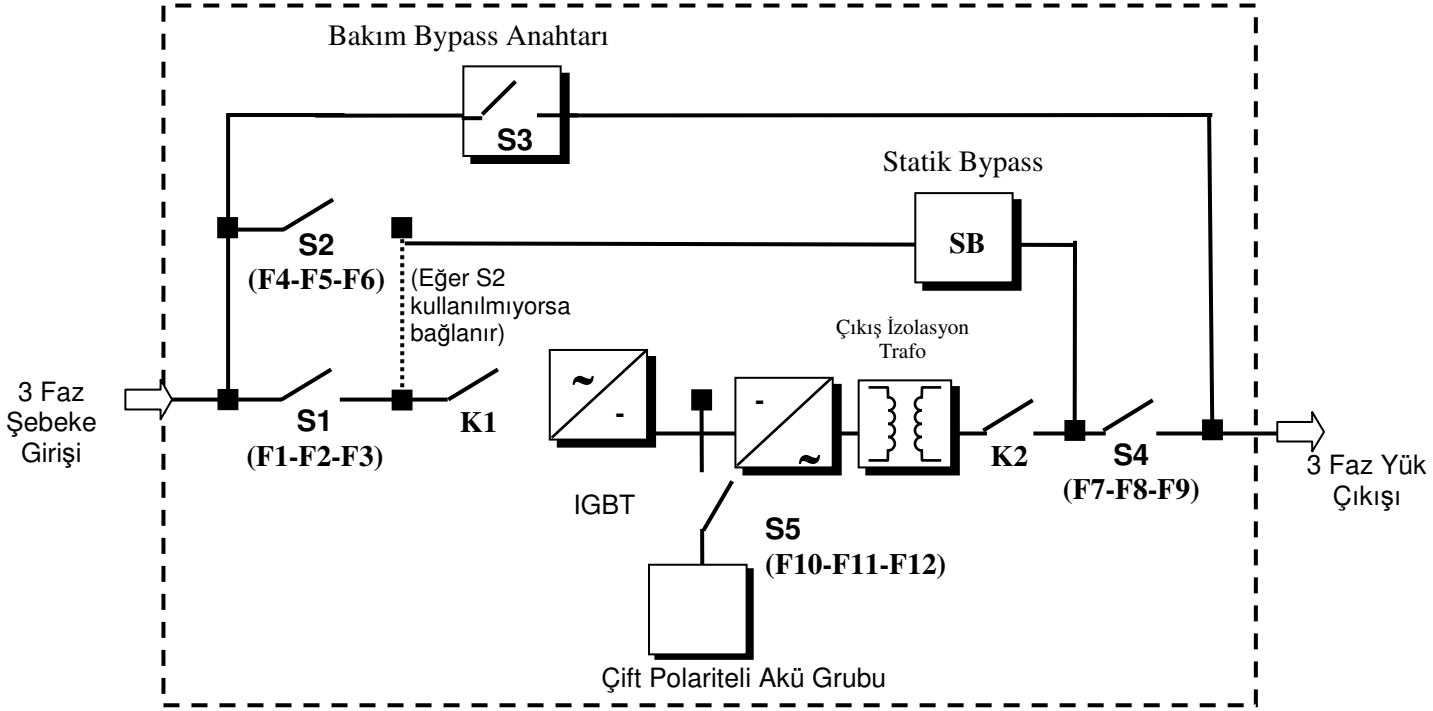 Bakım Bypass Anahtarı
S3
Statik Bypass
SB
S2
(F4-F5-F6)
(Eğer S2
kullanılmıyorsa
bağlanır)
Çıkış İzolasyon
Trafo
3 Faz
Şebeke
Girişi
S1
(F1-F2-F3)
K1
~
-
IGBT
-
~
K2
S4
(F7-F8-F9)
3 Faz Yük
Çıkışı
S5
(F10-F11-F12)
Çift Polariteli Akü Grubu